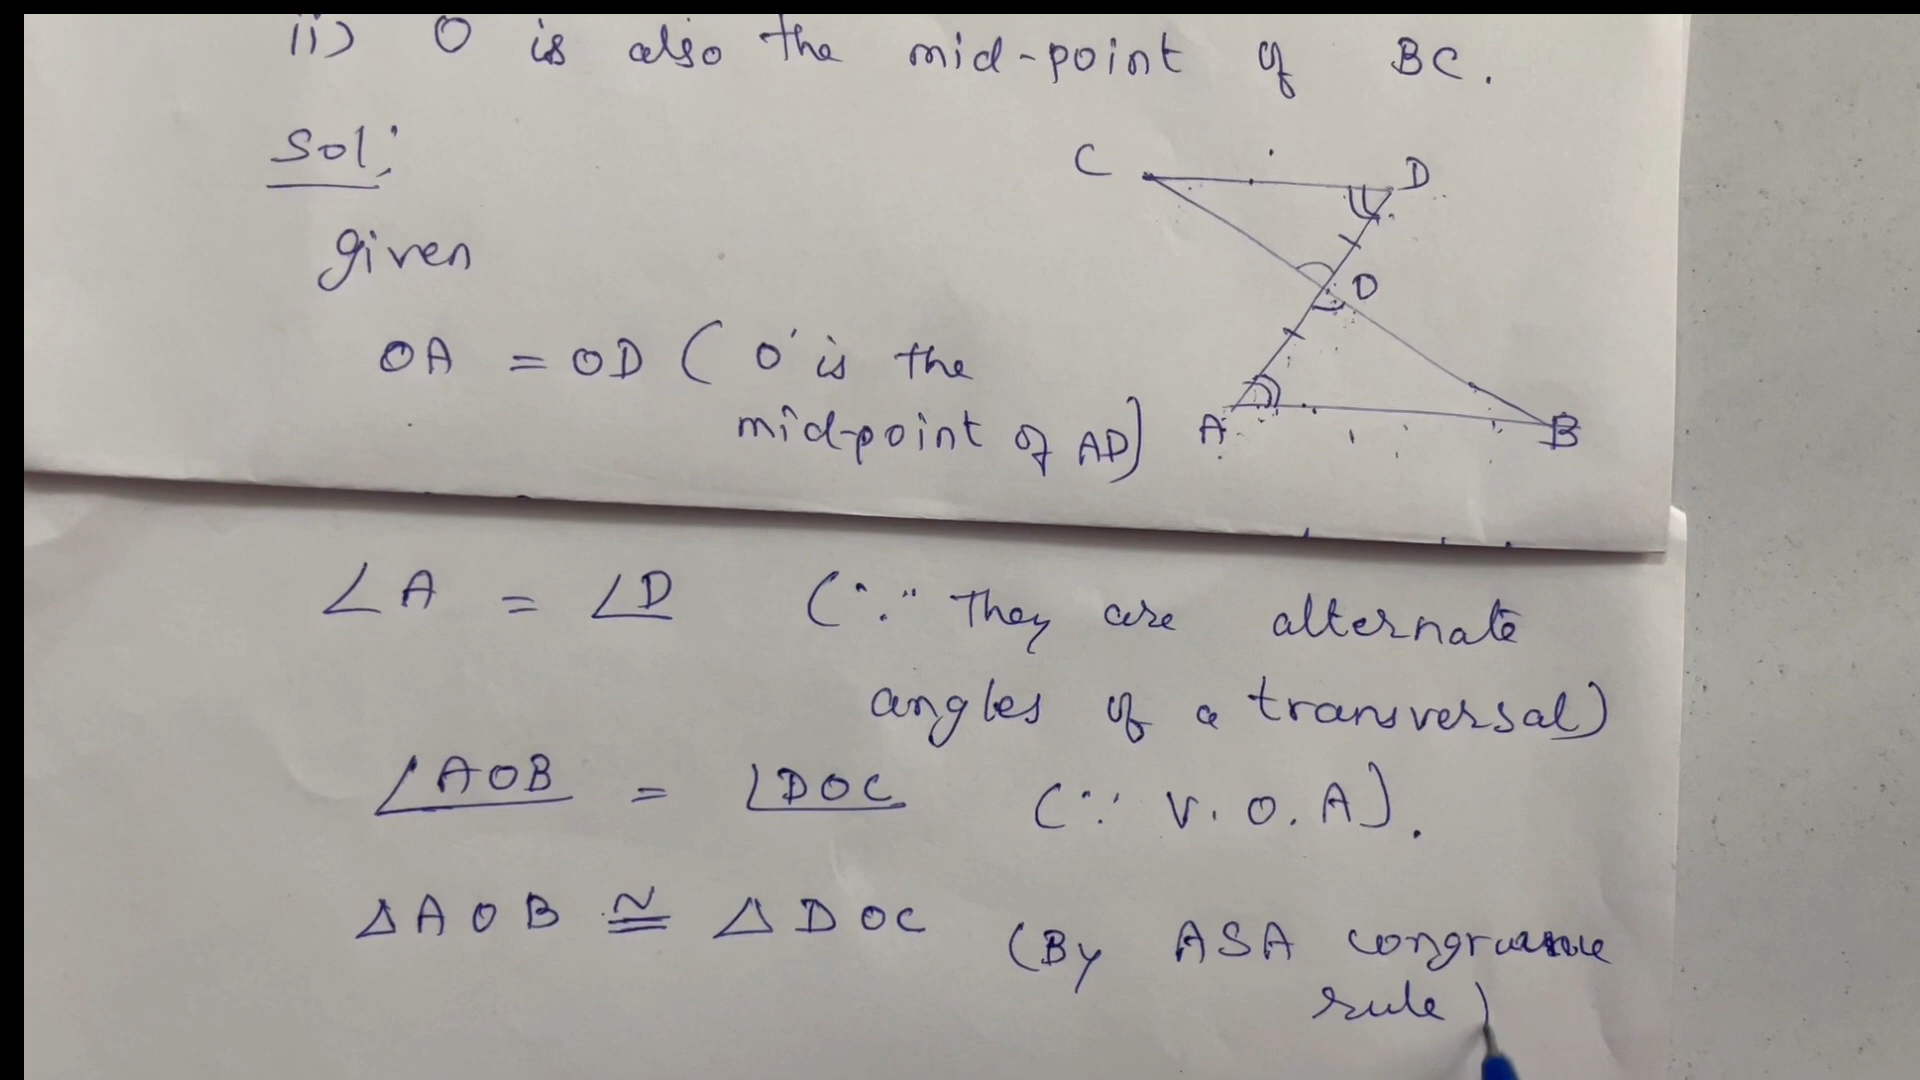 ii) O is also the mid-point of BC.
Sol:
given
OA = OD ( O is the
mid-point of AD)
C
D
O
A
B
∠A = ∠D (∵ They are alternate
angles of a transversal)
∠AOB = ∠DOC (∵ V.O.A).
ΔAOB ≅ ΔDOC (By ASA congruence
rule)